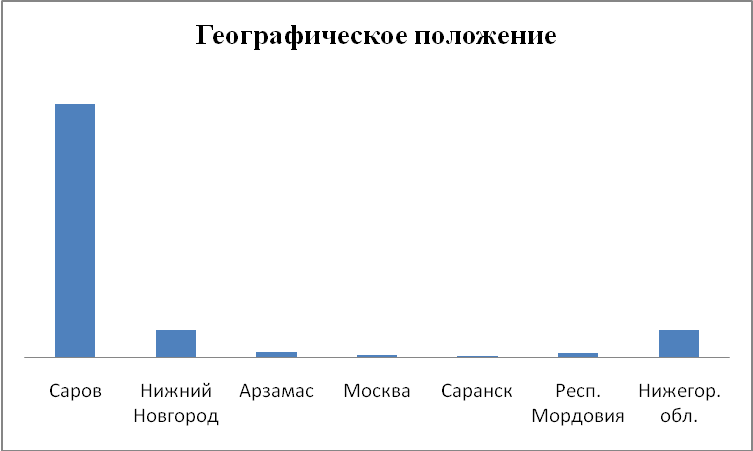 Географическое положение
Саров
Нижний
Новгород
Арзамас
Москва
Саранск
Респ.
Мордовия
Нижегор.
обл.